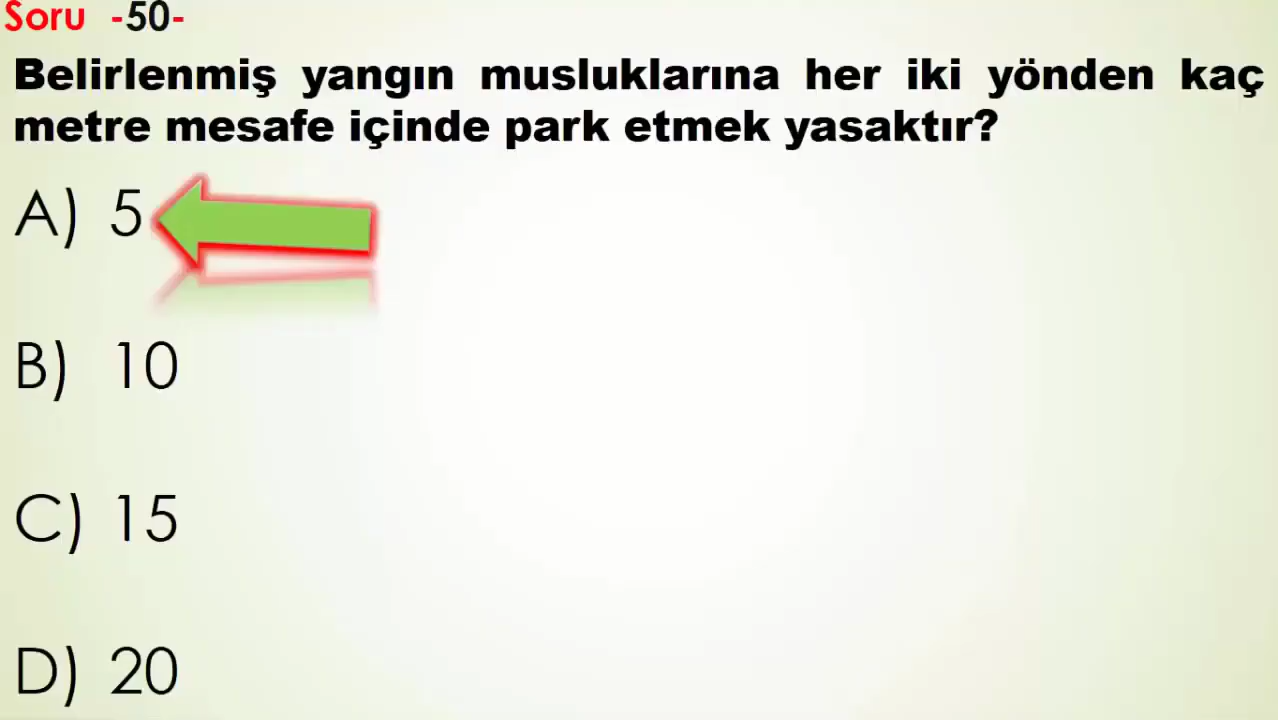 Soru -50-
Belirlenmiş yangın musluklarına her iki yönden kaç
metre mesafe içinde park etmek yasaktır?
A) 5
B) 10
C) 15
D) 20